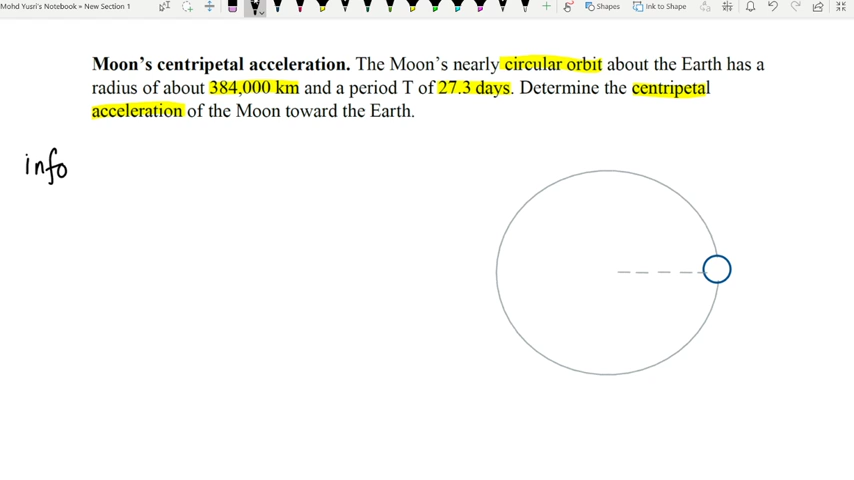 Mohd Yusri's Notebook » New Section 1
Shapes
Ink to Shape
Moon's centripetal acceleration. The Moon's nearly circular orbit about the Earth has a
radius of about 384,000 km and a period T of 27.3 days. Determine the centripetal
acceleration of the Moon toward the Earth.
info